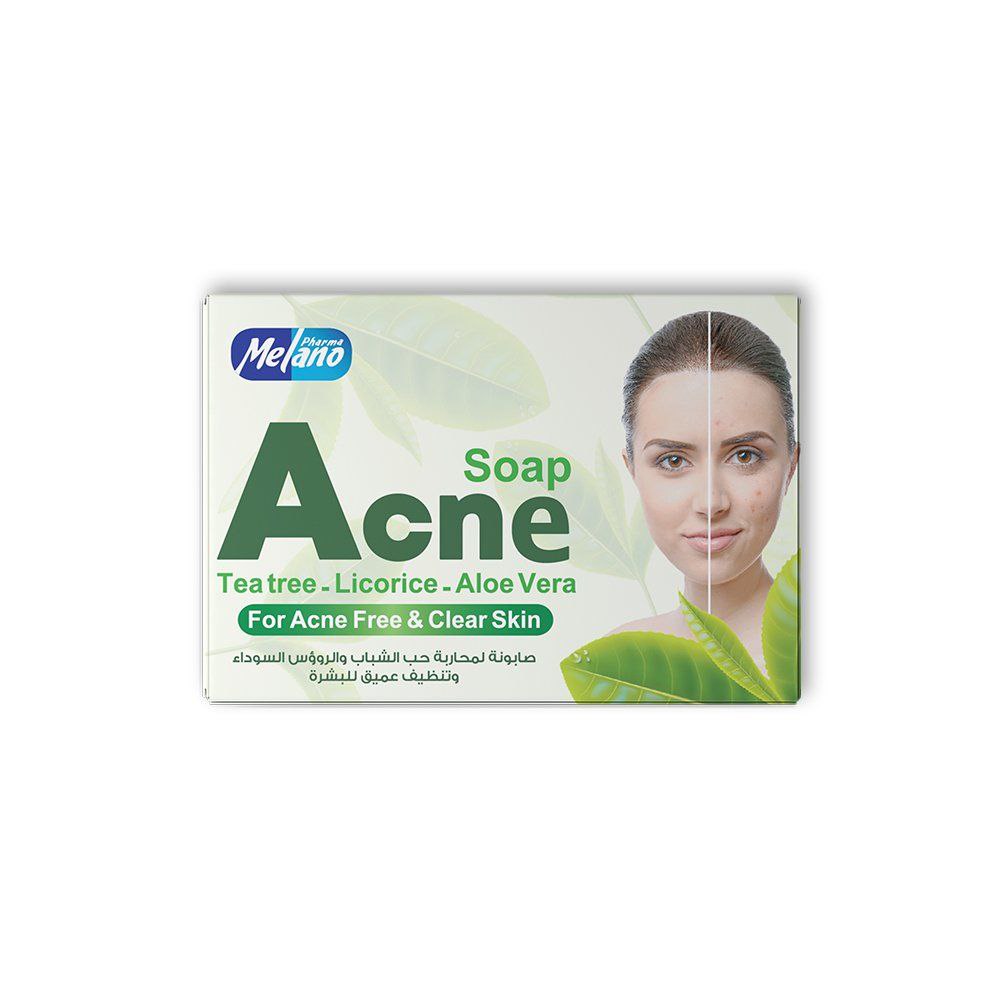 Melano
Pharma
Soap
Acne
Tea tree - Licorice - Aloe Vera
For Acne Free & Clear Skin
صابونة لمحاربة حب الشباب والروؤس السوداء
وتنظيف عميق للبشرة